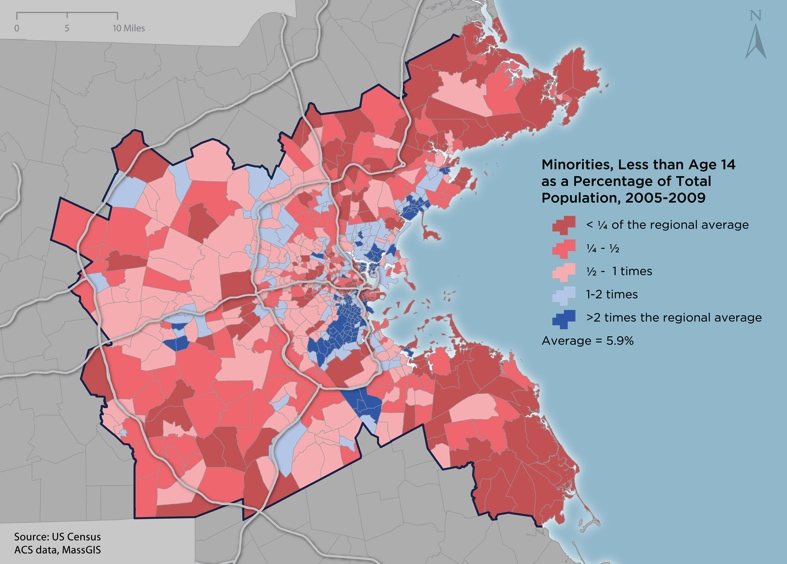 0 5 10 Miles
N
Minorities, Less than Age 14
as a Percentage of Total
Population, 2005-2009
< ¼ of the regional average
¼ - ½
½ - 1 times
1-2 times
>2 times the regional average
Average = 5.9%
Source: US Census
ACS data, MassGIS